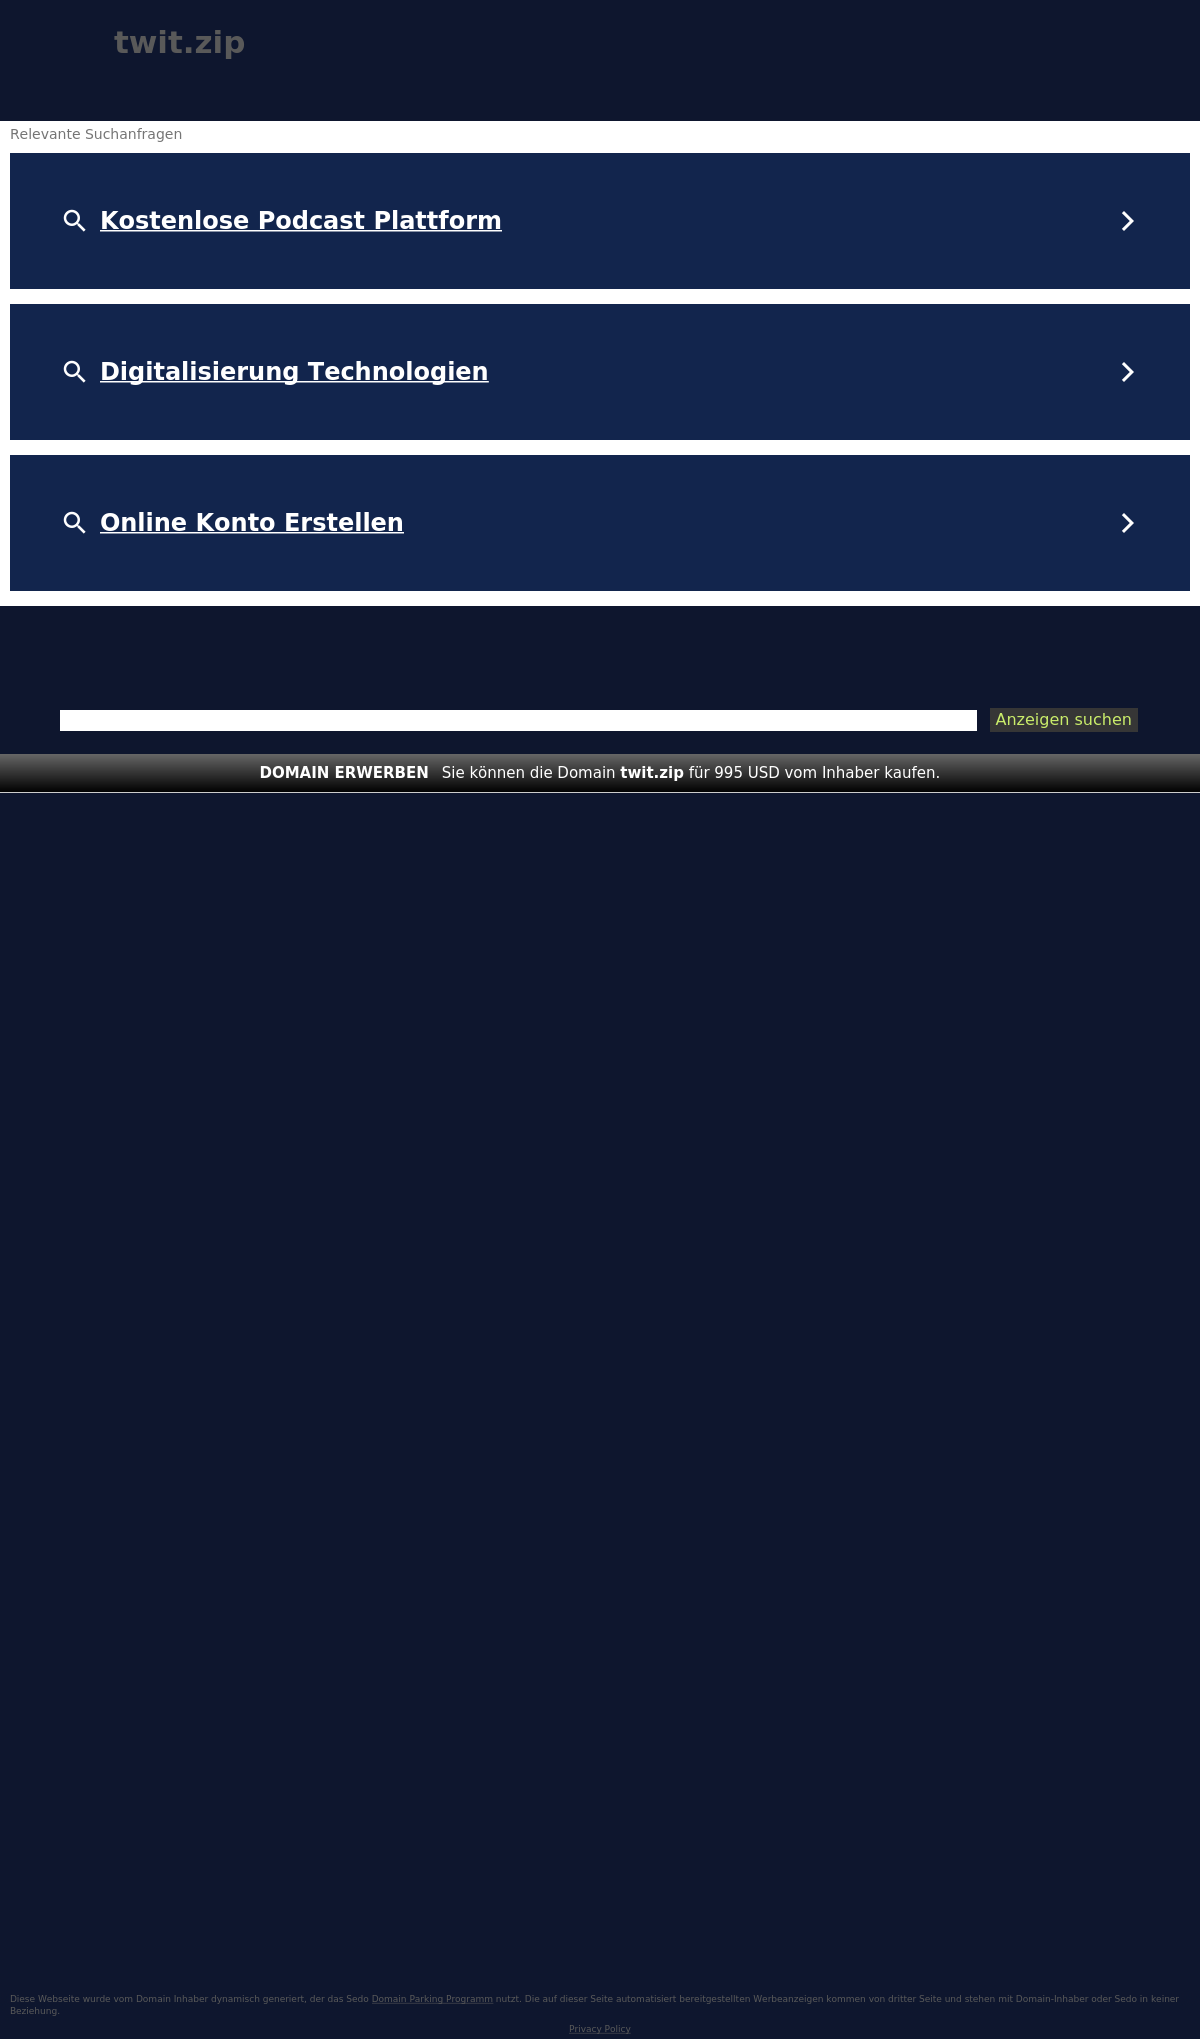 twit.zip
Relevante Suchanfragen
Kostenlose Podcast Plattform
Digitalisierung Technologien
Online Konto Erstellen
Anzeigen suchen
DOMAIN ERWERBEN Sie können die Domain twit.zip für 995 USD vom Inhaber kaufen.
Diese Webseite wurde vom Domain Inhaber dynamisch generiert, der das Sedo Domain Parking Programm nutzt. Die auf dieser Seite automatisiert bereitgestellten Werbeanzeigen kommen von dritter Seite und stehen mit Domain-Inhaber oder Sedo in keiner
Beziehung.
Privacy Policy